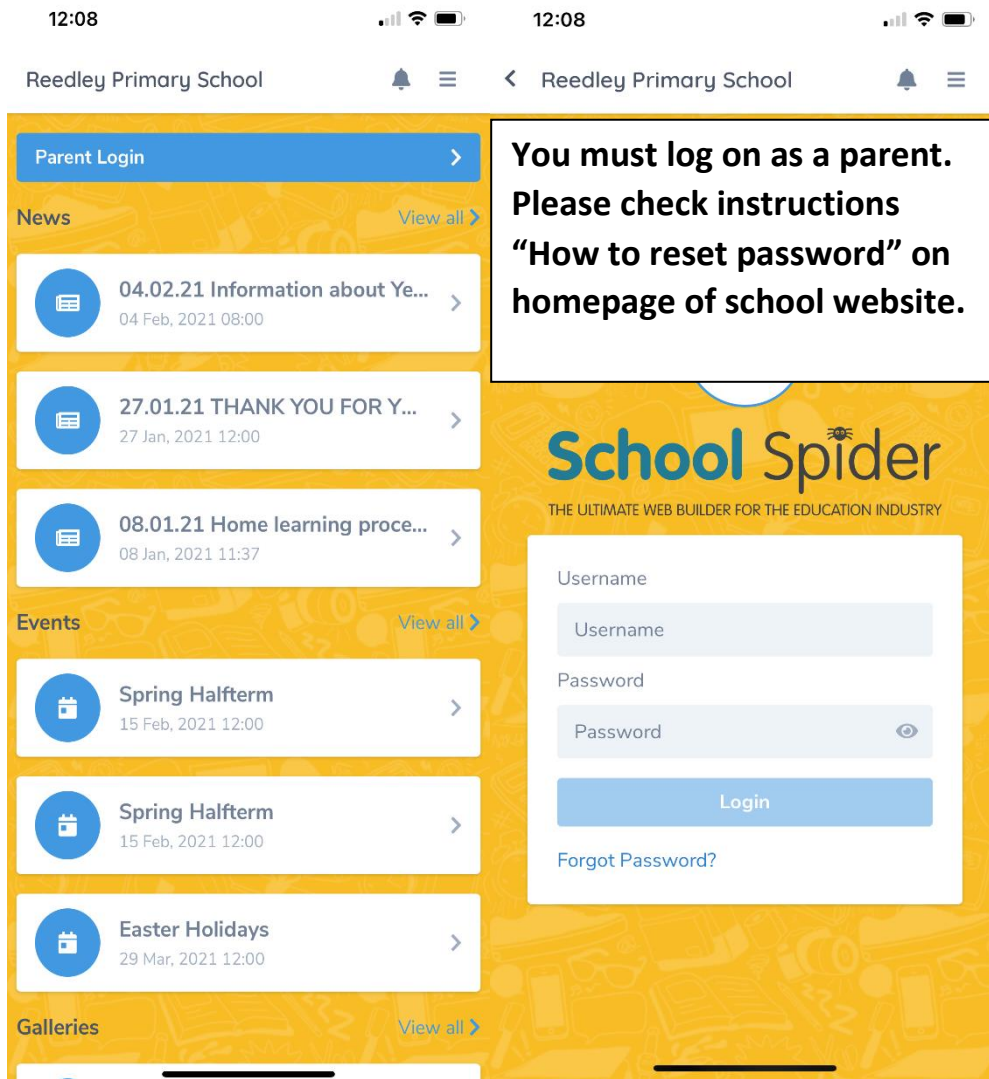 12:08
Reedley Primary School
Parent Login
News
View all
04.02.21 Information about Ye...
04 Feb, 2021 08:00
27.01.21 THANK YOU FOR Y...
27 Jan, 2021 12:00
08.01.21 Home learning proce...
08 Jan, 2021 11:37
Events
View all
Spring Halfterm
15 Feb, 2021 12:00
Spring Halfterm
15 Feb, 2021 12:00
Easter Holidays
29 Mar, 2021 12:00
Galleries
View all
12:08
Reedley Primary School
You must log on as a parent.
Please check instructions
“How to reset password” on
homepage of school website.
School Spider
THE ULTIMATE WEB BUILDER FOR THE EDUCATION INDUSTRY
Username
Username
Password
Password
Login
Forgot Password?